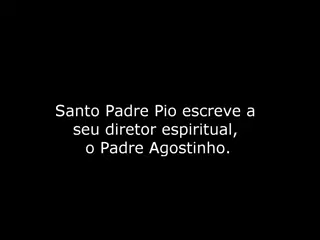 Santo Padre Pio escreve a
seu diretor espiritual,
o Padre Agostinho.